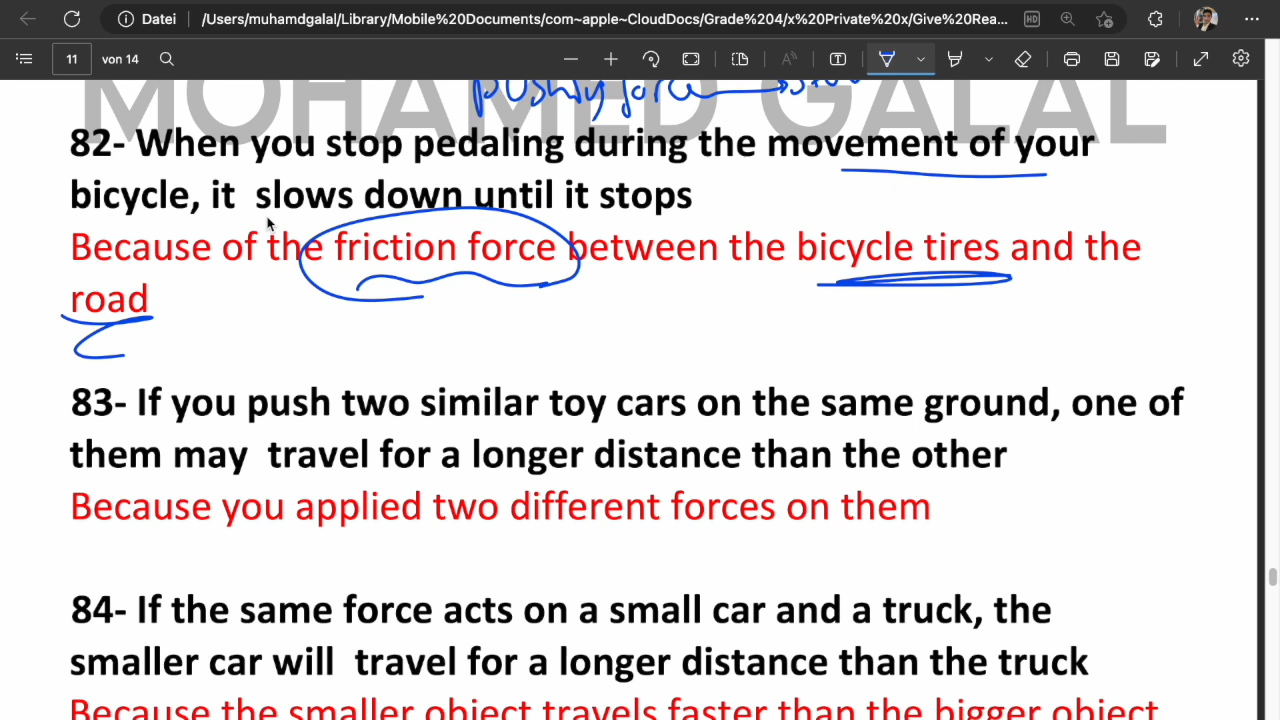 Datei /Users/muhamdgalal/Library/Mobile%20Documents/com~apple~CloudDocs/Grade%204/x%20Private%20x/Give%20Rea... HD
11 von 14
pushing force
MOHAMED GALAL
82- When you stop pedaling during the movement of your
bicycle, it slows down until it stops
Because of the friction force between the bicycle tires and the
road
83- If you push two similar toy cars on the same ground, one of
them may travel for a longer distance than the other
Because you applied two different forces on them
84- If the same force acts on a small car and a truck, the
smaller car will travel for a longer distance than the truck
Because the smaller object travels faster than the bigger object